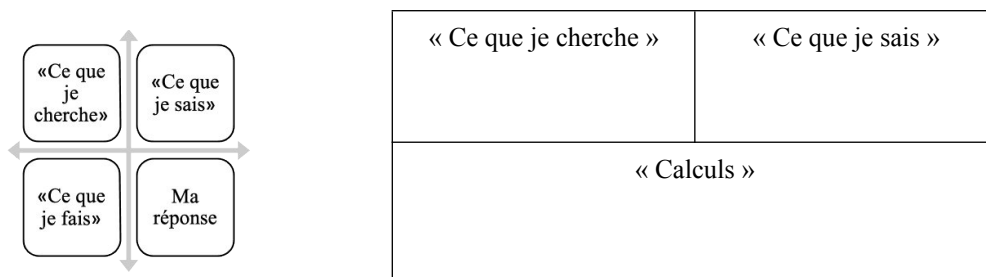 «Ce que
je
cherche»
«Ce que
je sais»
«Ce que
je fais»
Ma
réponse
« Ce que je cherche »
« Ce que je sais »
« Calculs »